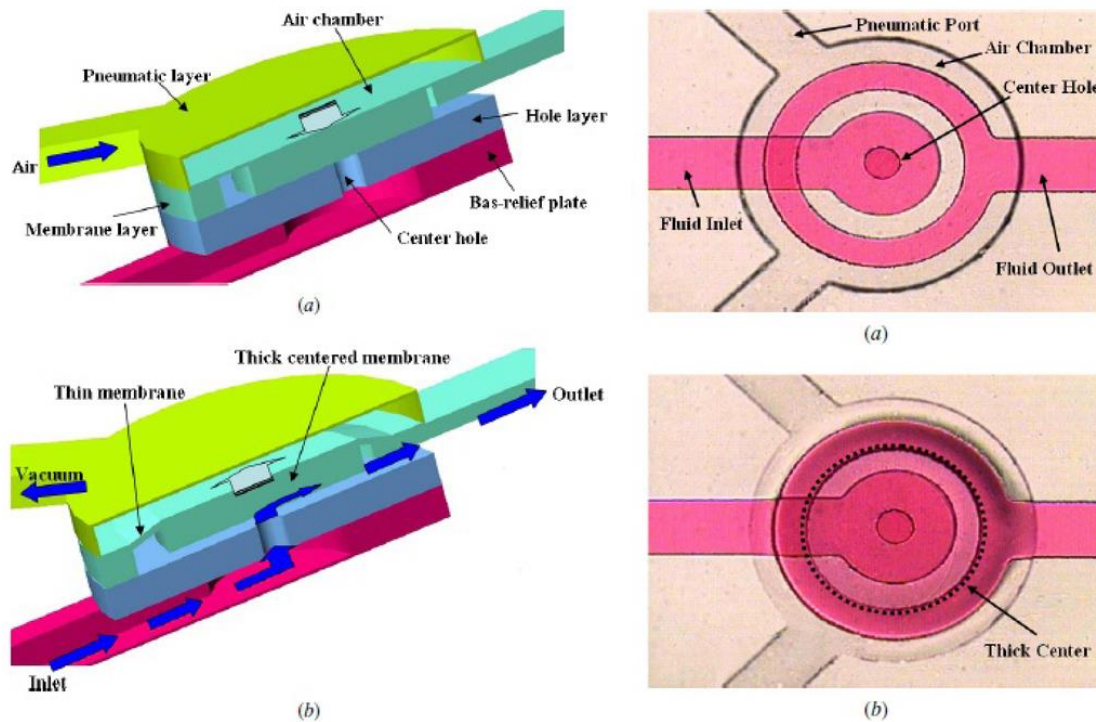 Air chamber
Pneumatic layer
Hole layer
Air
Bas-relief plate
Membrane layer
Center hole
(a)
Thick centered membrane
Thin membrane
Outlet
Vacuum
Inlet
(b)
Pneumatic Port
Air Chamber
Center Hole
Fluid Inlet
Fluid Outlet
(a)
Thick Center
(b)